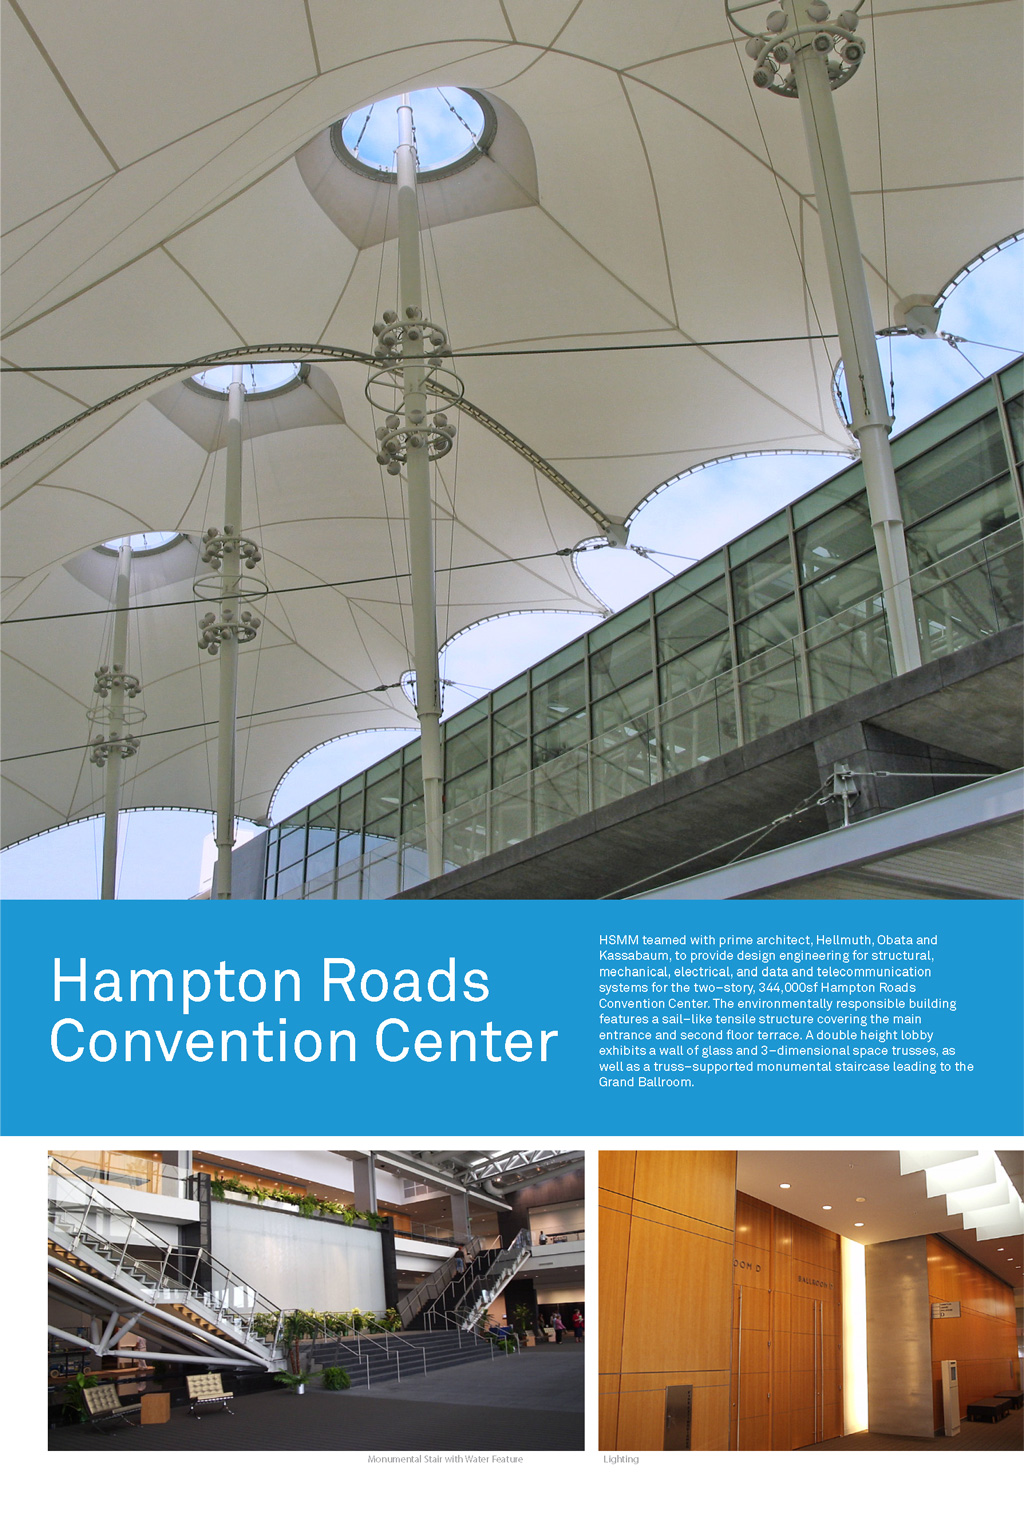 Hampton Roads
Convention Center
HSMM teamed with prime architect, Hellmuth, Obata and
Kassabaum, to provide design engineering for structural,
mechanical, electrical, and data and telecommunication
systems for the two-story, 344,000sf Hampton Roads
Convention Center. The environmentally responsible building
features a sail-like tensile structure covering the main
entrance and second floor terrace. A double height lobby
exhibits a wall of glass and 3-dimensional space trusses, as
well as a truss-supported monumental staircase leading to the
Grand Ballroom.
OOM D
BALLROOM
Monumental Stair with Water Feature
Lighting